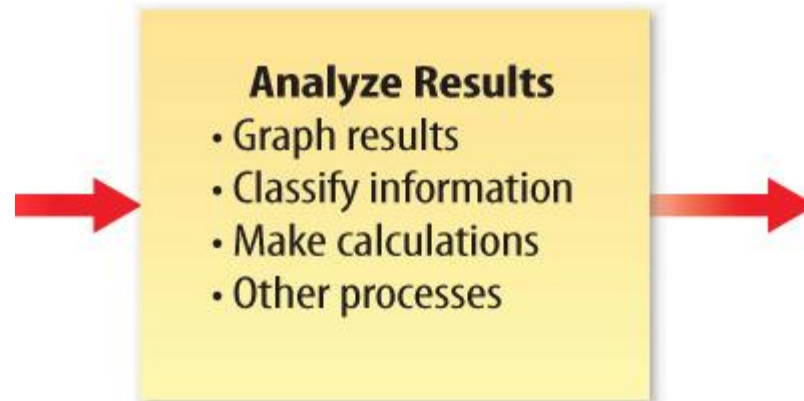 Analyze Results
• Graph results
• Classify information
• Make calculations
• Other processes